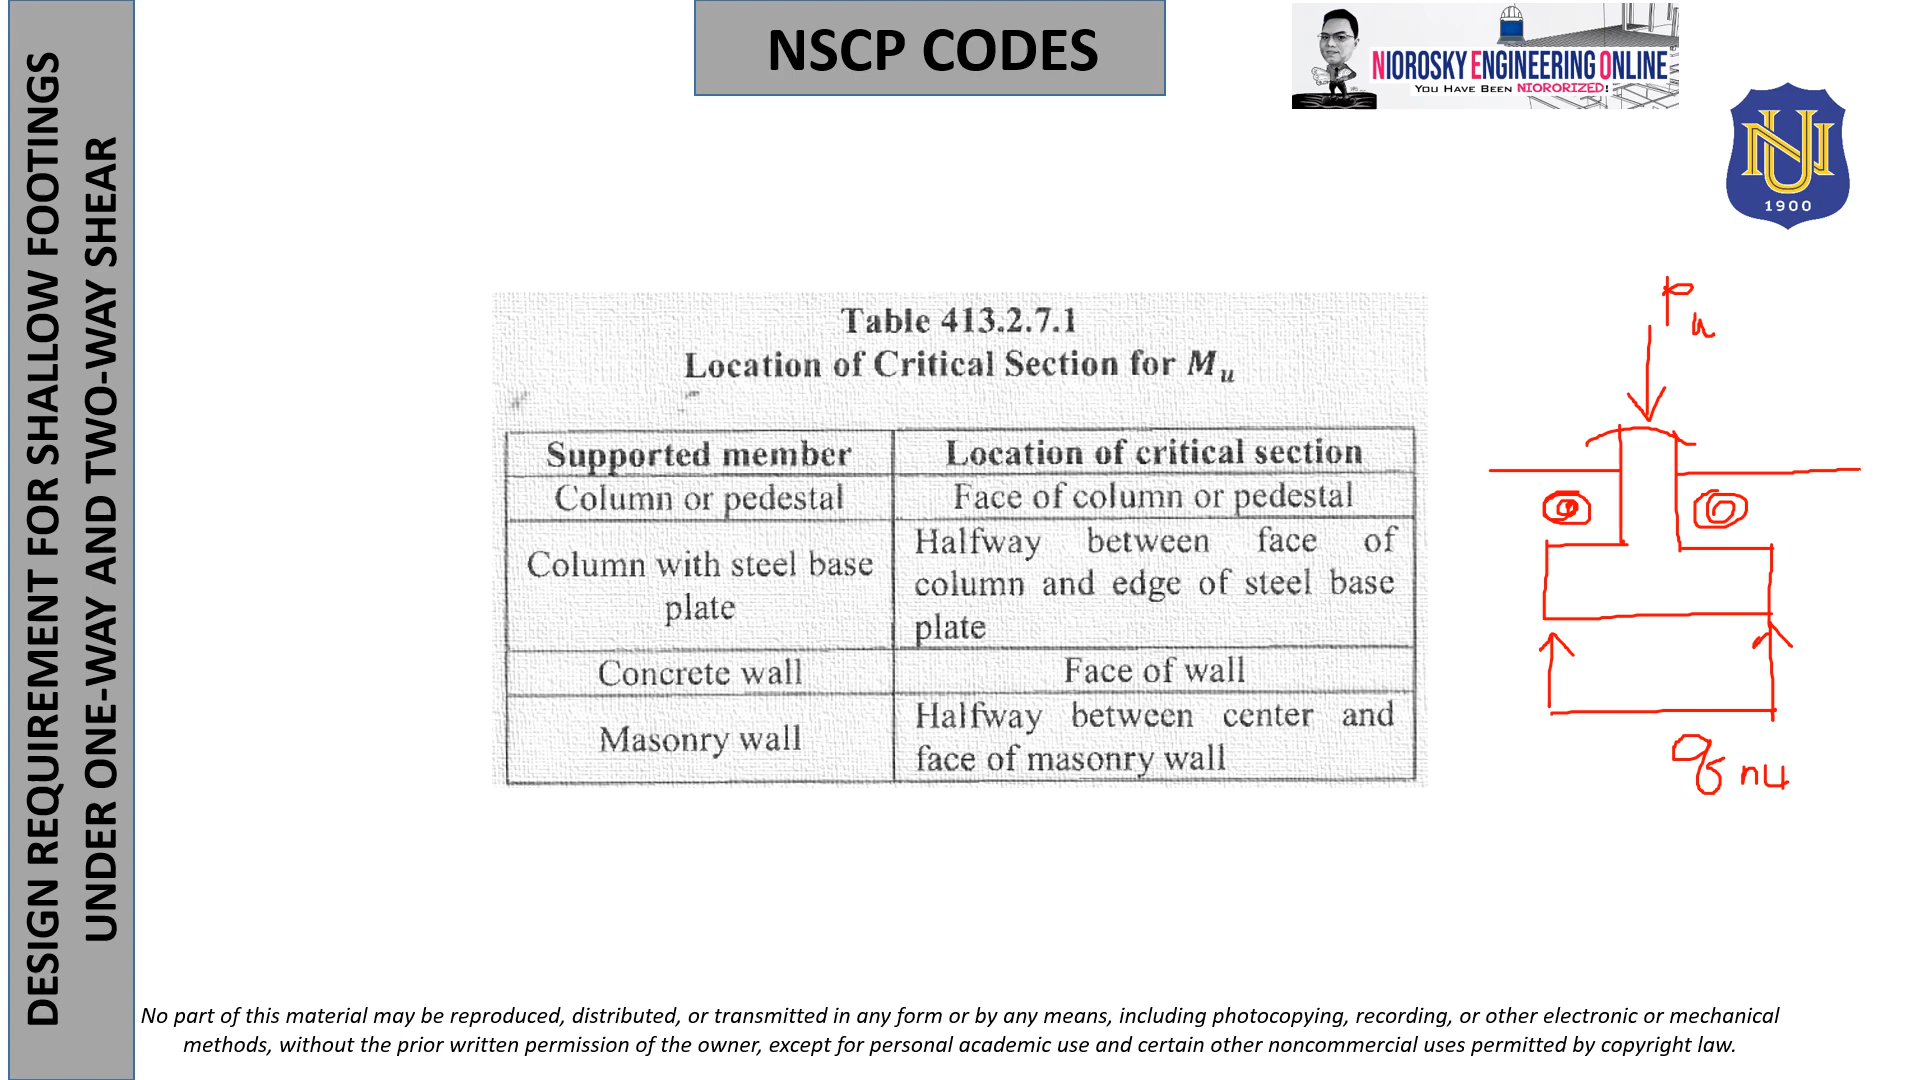 DESIGN REQUIREMENT FOR SHALLOW FOOTINGS
UNDER ONE-WAY AND TWO-WAY SHEAR
NSCP CODES
NIOROSKY ENGINEERING ONLINE
YOU HAVE BEEN NIORORIZED!
NU
1900
Table 413.2.7.1
Location of Critical Section for Mu
Supported member
Location of critical section
Column or pedestal
Face of column or pedestal
Column with steel base
plate
Halfway between face of
column and edge of steel base
plate
Concrete wall
Face of wall
Masonry wall
Halfway between center and
face of masonry wall
Pu
qnu
No part of this material may be reproduced, distributed, or transmitted in any form or by any means, including photocopying, recording, or other electronic or mechanical
methods, without the prior written permission of the owner, except for personal academic use and certain other noncommercial uses permitted by copyright law.